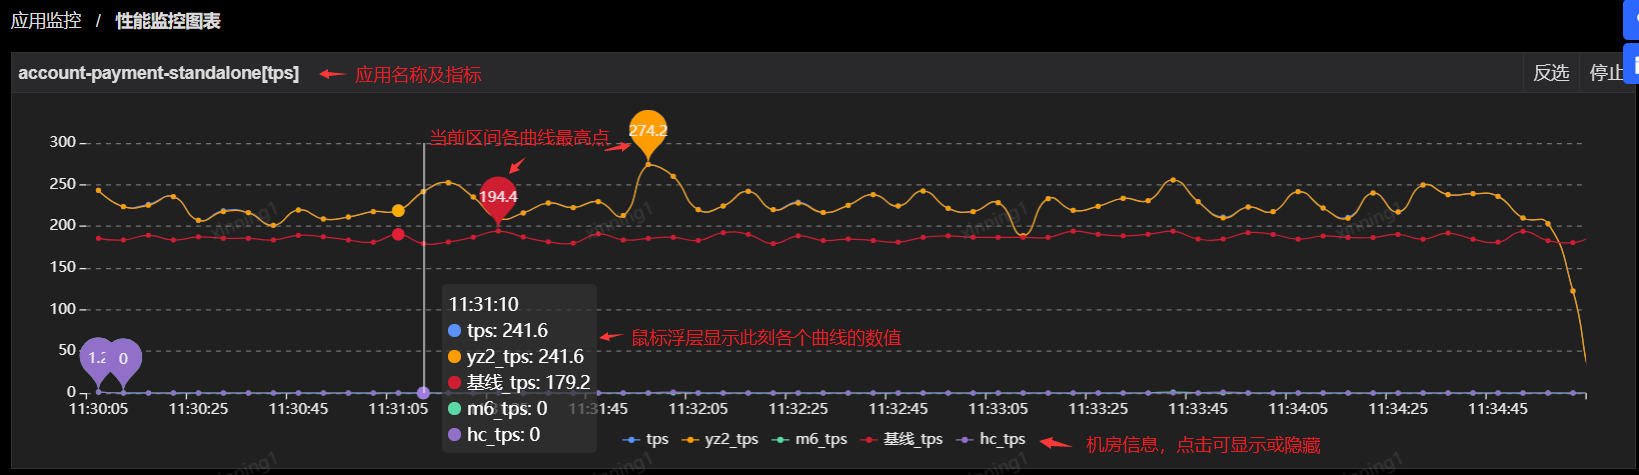 应用监控 / 性能监控图表
account-payment-standalone[tps] 应用名称及指标 反选 停止
当前区间各曲线最高点
274.2
194.4
300
250
200
150
100
50
0
1.2 0
xinning1 xinning1 xinning1 xinning1
11:31:10
tps: 241.6
yz2_tps: 241.6
基线_tps: 179.2
m6_tps: 0
hc_tps: 0
鼠标浮层显示此刻各个曲线的数值
11:30:05 11:30:25 11:30:45 11:31:05 11:31:45 11:32:05 11:32:25 11:32:45 11:33:05 11:33:25 11:33:45 11:34:05 11:34:25 11:34:45
tps yz2_tps m6_tps 基线_tps hc_tps 机房信息，点击可显示或隐藏
xinning1 xinning1 xinning1